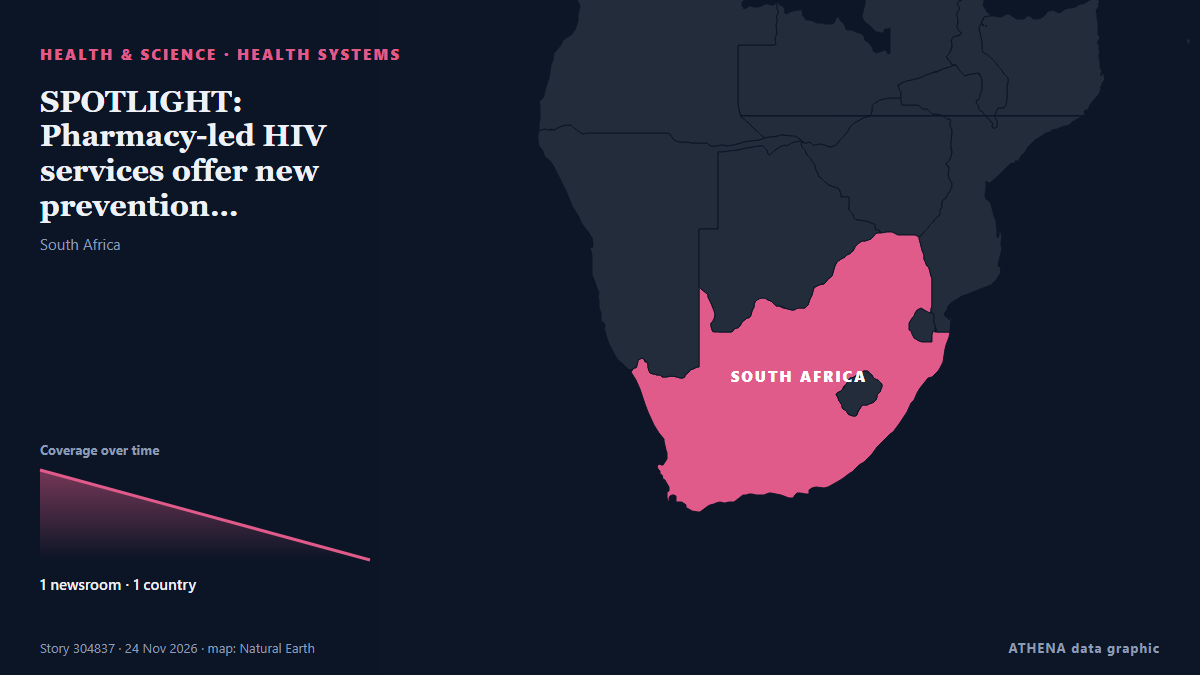 HEALTH & SCIENCE · HEALTH SYSTEMS
SPOTLIGHT:
Pharmacy-led HIV
services offer new
prevention...
South Africa
SOUTH AFRICA
Coverage over time
1 newsroom · 1 country
Story 304837 · 24 Nov 2026 · map: Natural Earth
ATHENA data graphic